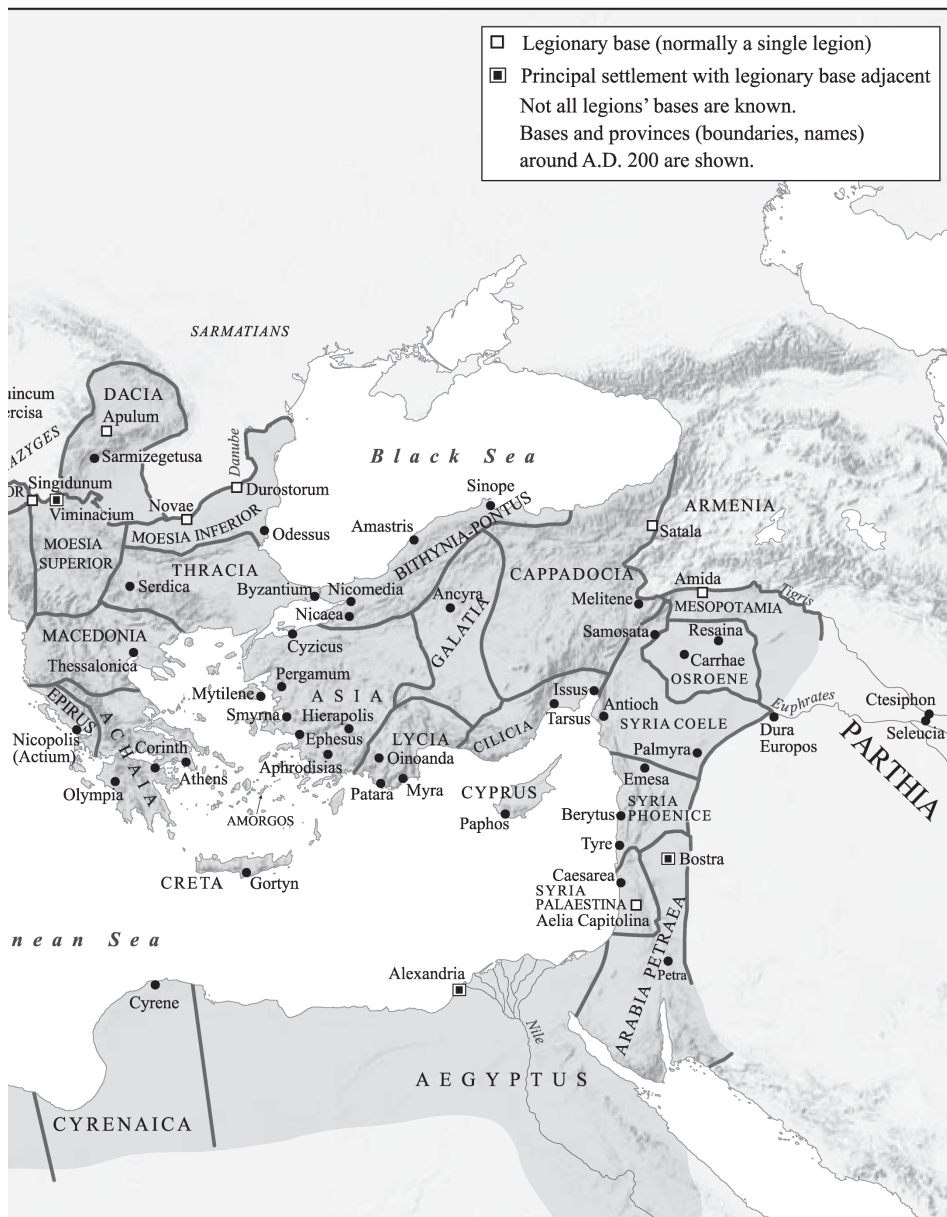 Legionary base (normally a single legion)
Principal settlement with legionary base adjacent
Not all legions’ bases are known.
Bases and provinces (boundaries, names)
around A.D. 200 are shown.
SARMATIANS
uincum
ercisa
AZYGES
DACIA
Apulum
Sarmizegetusa
Danube
Black Sea
OR
Singidunum
Viminacium
Novae
Durostorum
MOESIA INFERIOR
Odessus
MOESIA
SUPERIOR
Sinope
Amastris
BITHYNIA-PONTUS
ARMENIA
Satala
THRACIA
Serdica
Byzantium
Nicomedia
Nicaea
Ancyra
GALATIA
CAPPADOCIA
Melitene
Amida
Tigris
MESOPOTAMIA
MACEDONIA
Thessalonica
Cyzicus
Samosata
Resaina
Carrhae
OSROENE
Pergamum
Mytilene
ASIA
Smyrna
Hierapolis
Ephesus
Aphrodisias
EPIRUS
ACHAIA
Nicopolis
(Actium)
Corinth
Athens
Olympia
AMORGOS
LYCIA
Oinoanda
Patara
Myra
CILICIA
Issus
Tarsus
Antioch
SYRIA COELE
Euphrates
Dura
Europos
Ctesiphon
Seleucia
PARTHIA
Palmyra
Emesa
CYPRUS
Paphos
Berytus
SYRIA
PHOENICE
Tyre
Bostra
CRETA
Gortyn
Caesarea
SYRIA
PALAESTINA
Aelia Capitolina
nean Sea
Alexandria
ARABIA PETRAEA
Petra
Cyrene
Nile
AEGYPTUS
CYRENAICA